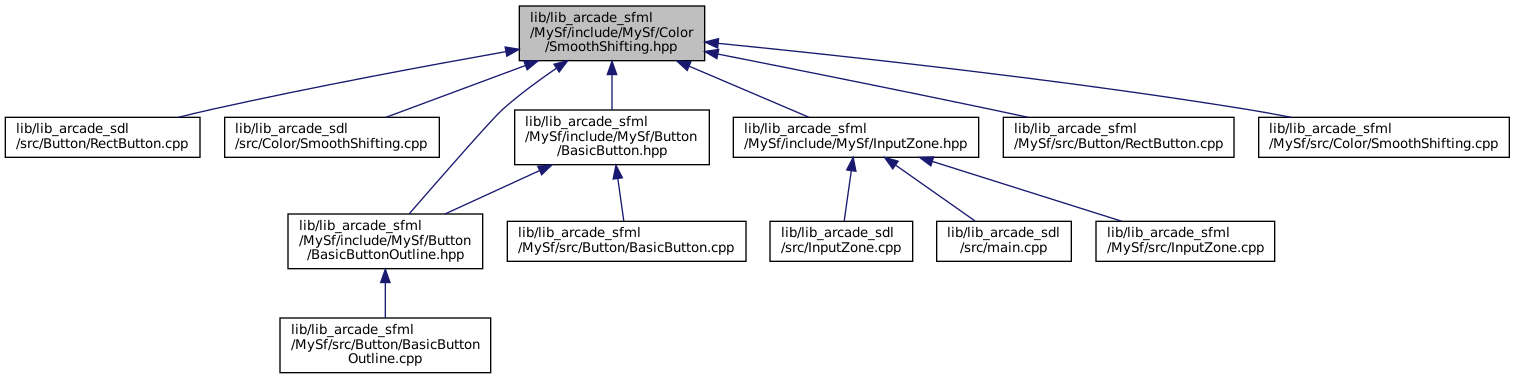 lib/lib_arcade_sfml
/MySf/include/MySf/Color
/SmoothShifting.hpp
lib/lib_arcade_sdl
/src/Button/RectButton.cpp
lib/lib_arcade_sdl
/src/Color/SmoothShifting.cpp
lib/lib_arcade_sfml
/MySf/include/MySf/Button
/BasicButton.hpp
lib/lib_arcade_sfml
/MySf/include/MySf/InputZone.hpp
lib/lib_arcade_sfml
/MySf/src/Button/RectButton.cpp
lib/lib_arcade_sfml
/MySf/src/Color/SmoothShifting.cpp
lib/lib_arcade_sfml
/MySf/include/MySf/Button
/BasicButtonOutline.hpp
lib/lib_arcade_sfml
/MySf/src/Button/BasicButton.cpp
lib/lib_arcade_sdl
/src/InputZone.cpp
lib/lib_arcade_sdl
/src/main.cpp
lib/lib_arcade_sfml
/MySf/src/InputZone.cpp
lib/lib_arcade_sfml
/MySf/src/Button/BasicButton
Outline.cpp